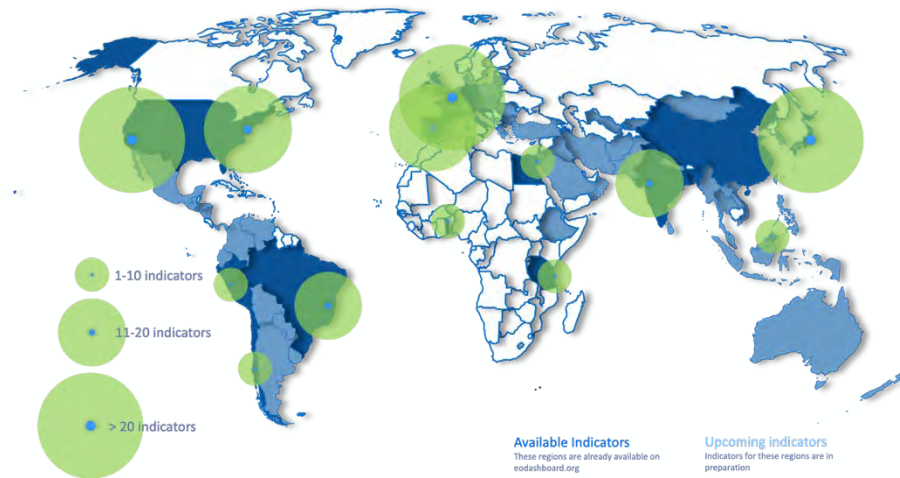 1-10 indicators
11-20 indicators
> 20 indicators
Available Indicators
These regions are already available on
eodashboard.org
Upcoming indicators
Indicators for these regions are in
preparation